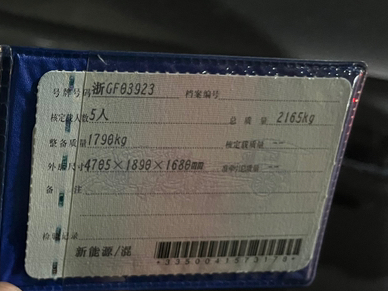 号牌号码 浙GF03923 档案编号
核定载人数 5人 总质量 2165kg
整备质量 1790kg 核定载质量 --
外廓尺寸 4705×1890×1680mm 准牵引总质量 --
备注
检验记录
新能源/混